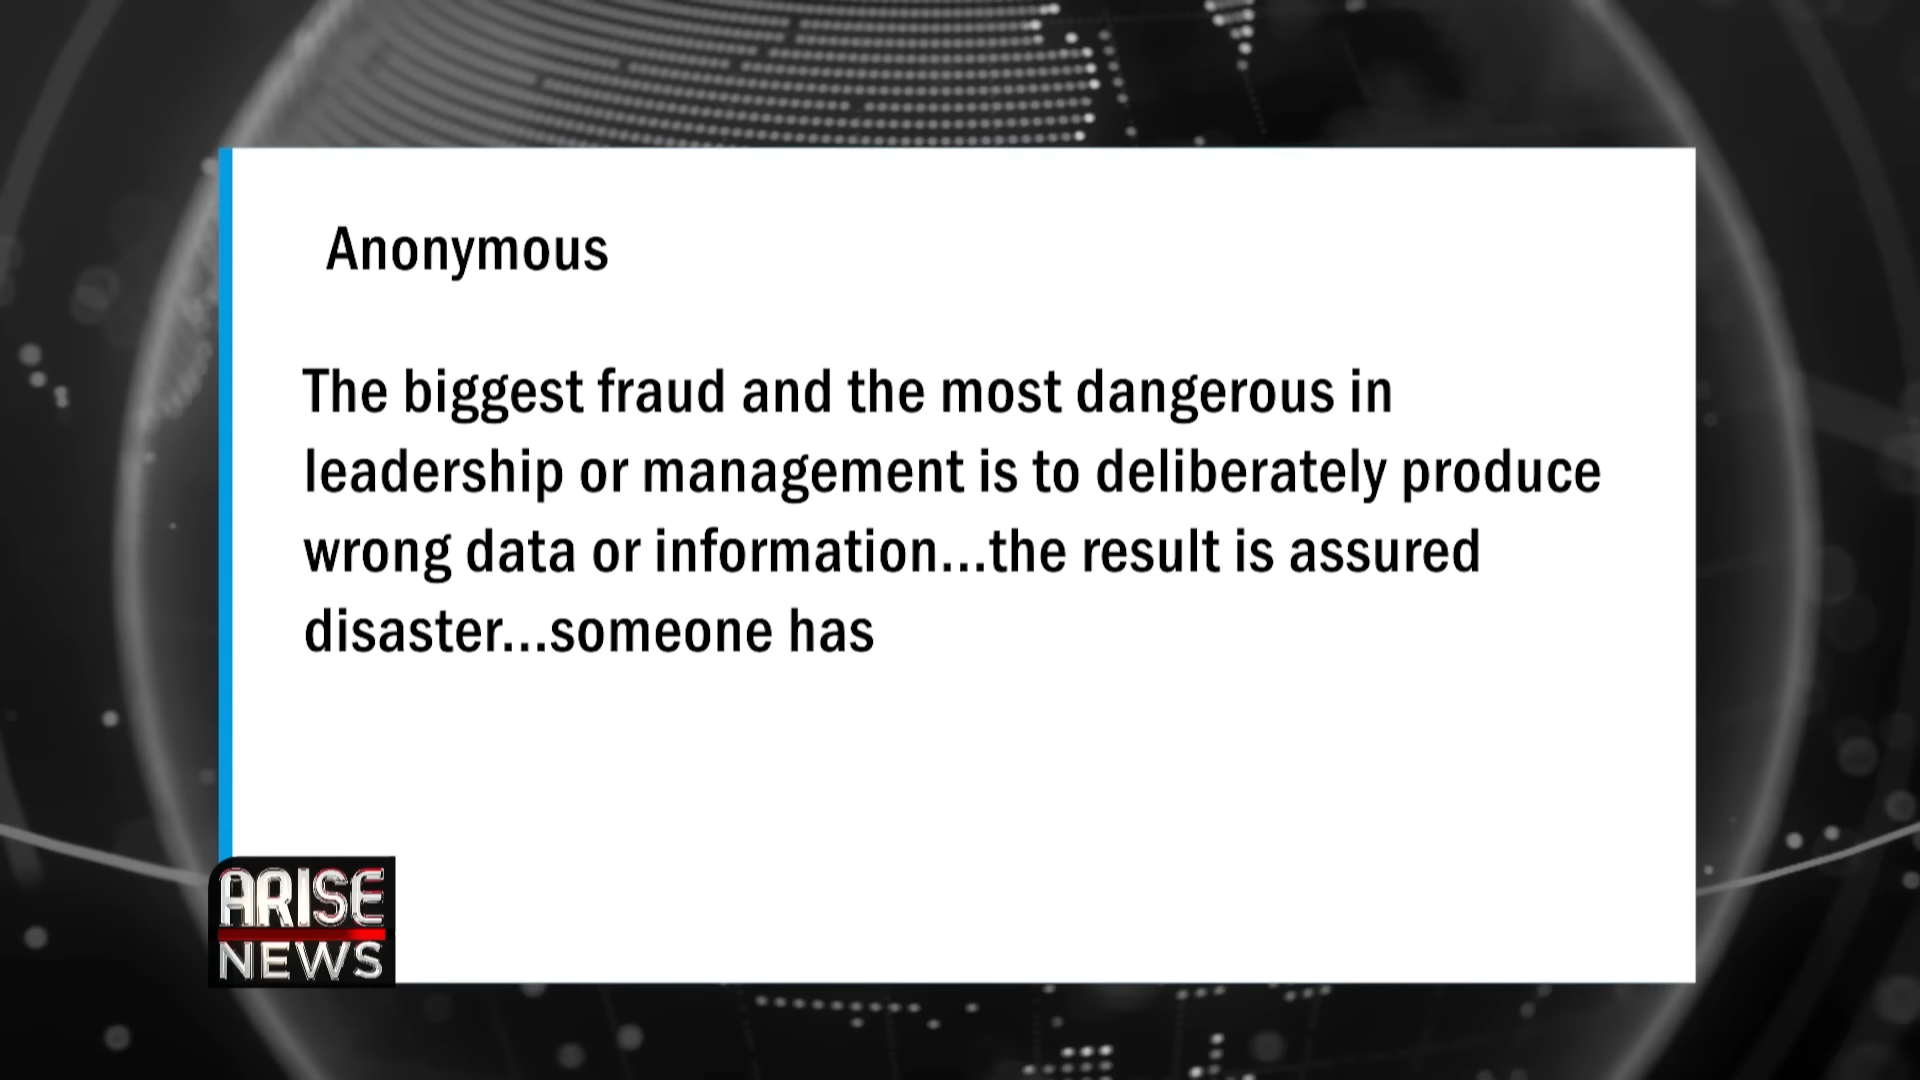 Anonymous
The biggest fraud and the most dangerous in
leadership or management is to deliberately produce
wrong data or information...the result is assured
disaster...someone has
ARISE
NEWS